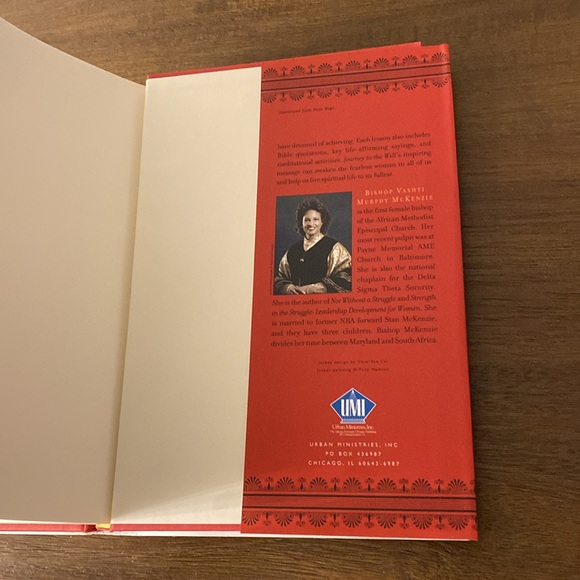 Continued from front flap
have dreamed of achieving. Each lesson also includes
Bible quotations, key life-affirming sayings, and
meditational activities. Journey to the Well's inspiring
message can awaken the fearless woman in all of us
and help us live spiritual life to its fullest
BISHOP VASHTI
MURPHY MCKENZIE
is the first female bishop
of the African Methodist
Episcopal Church. Her
most recent pulpit was at
Payne Memorial AME
Church in Baltimore.
She is also the national
chaplain for the Delta
Sigma Theta Sorority.
She is the author of Not Without a Struggle and Strength
in the Struggle: Leadership Development for Women. She
is married to former NBA forward Stan McKenzie,
and they have three children. Bishop McKenzie
divides her time between Maryland and South Africa.
Jacket design by
Jacket painting ©
UMI
Urban Ministries, Inc.
URBAN MINISTRIES, INC
PO BOX 436987
CHICAGO, IL 60643-6987